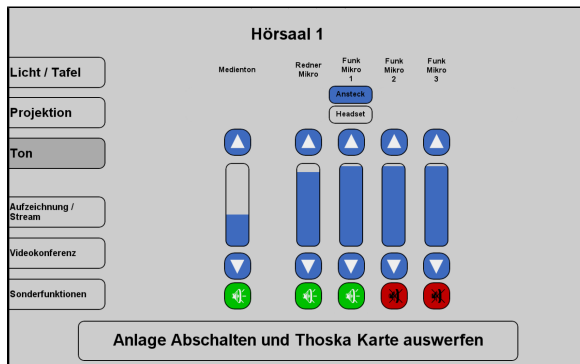 Hörsaal 1
Licht / Tafel
Projektion
Ton
Aufzeichnung /
Stream
Videokonferenz
Sonderfunktionen
Medienton
Redner
Mikro
Funk
Mikro
1
Funk
Mikro
2
Funk
Mikro
3
Ansteck
Headset
Anlage Abschalten und Thoska Karte auswerfen